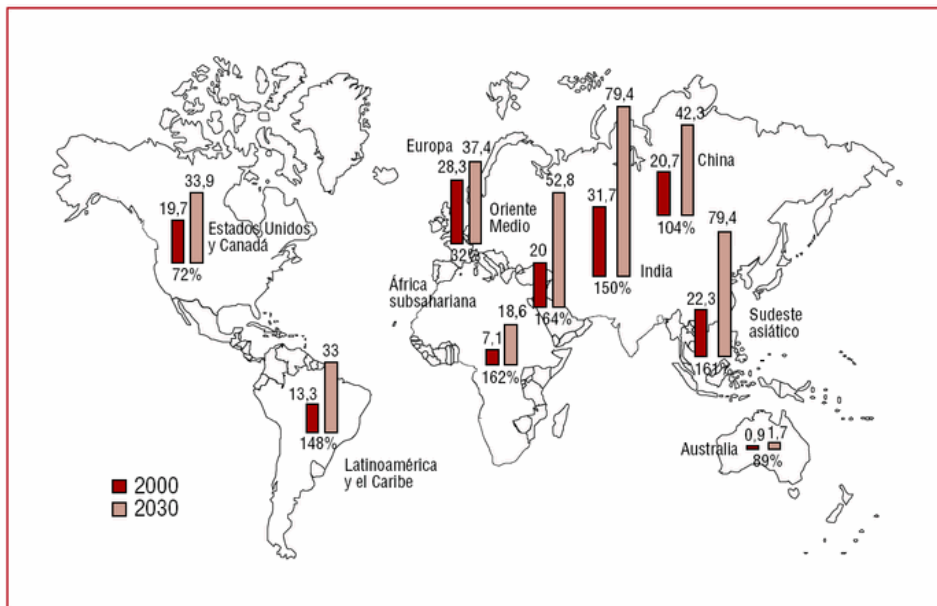 79,4
42,3
Europa
37,4
28,3
52,8
20,7
China
33,9
Oriente
Medio
31,7
19,7
Estados Unidos
y Canadá
104%
79,4
32%
72%
20
India
África
subsahariana
150%
18,6
164%
22,3
Sudeste
asiático
7,1
162%
161%
33
13,3
148%
Australia
0,9
1,7
89%
Latinoamérica
y el Caribe
2000
2030